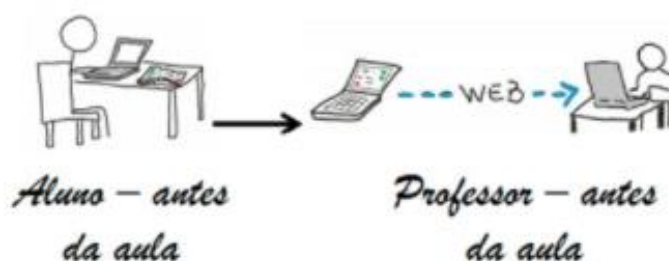 WEB
Aluno – antes
da aula
Professor – antes
da aula